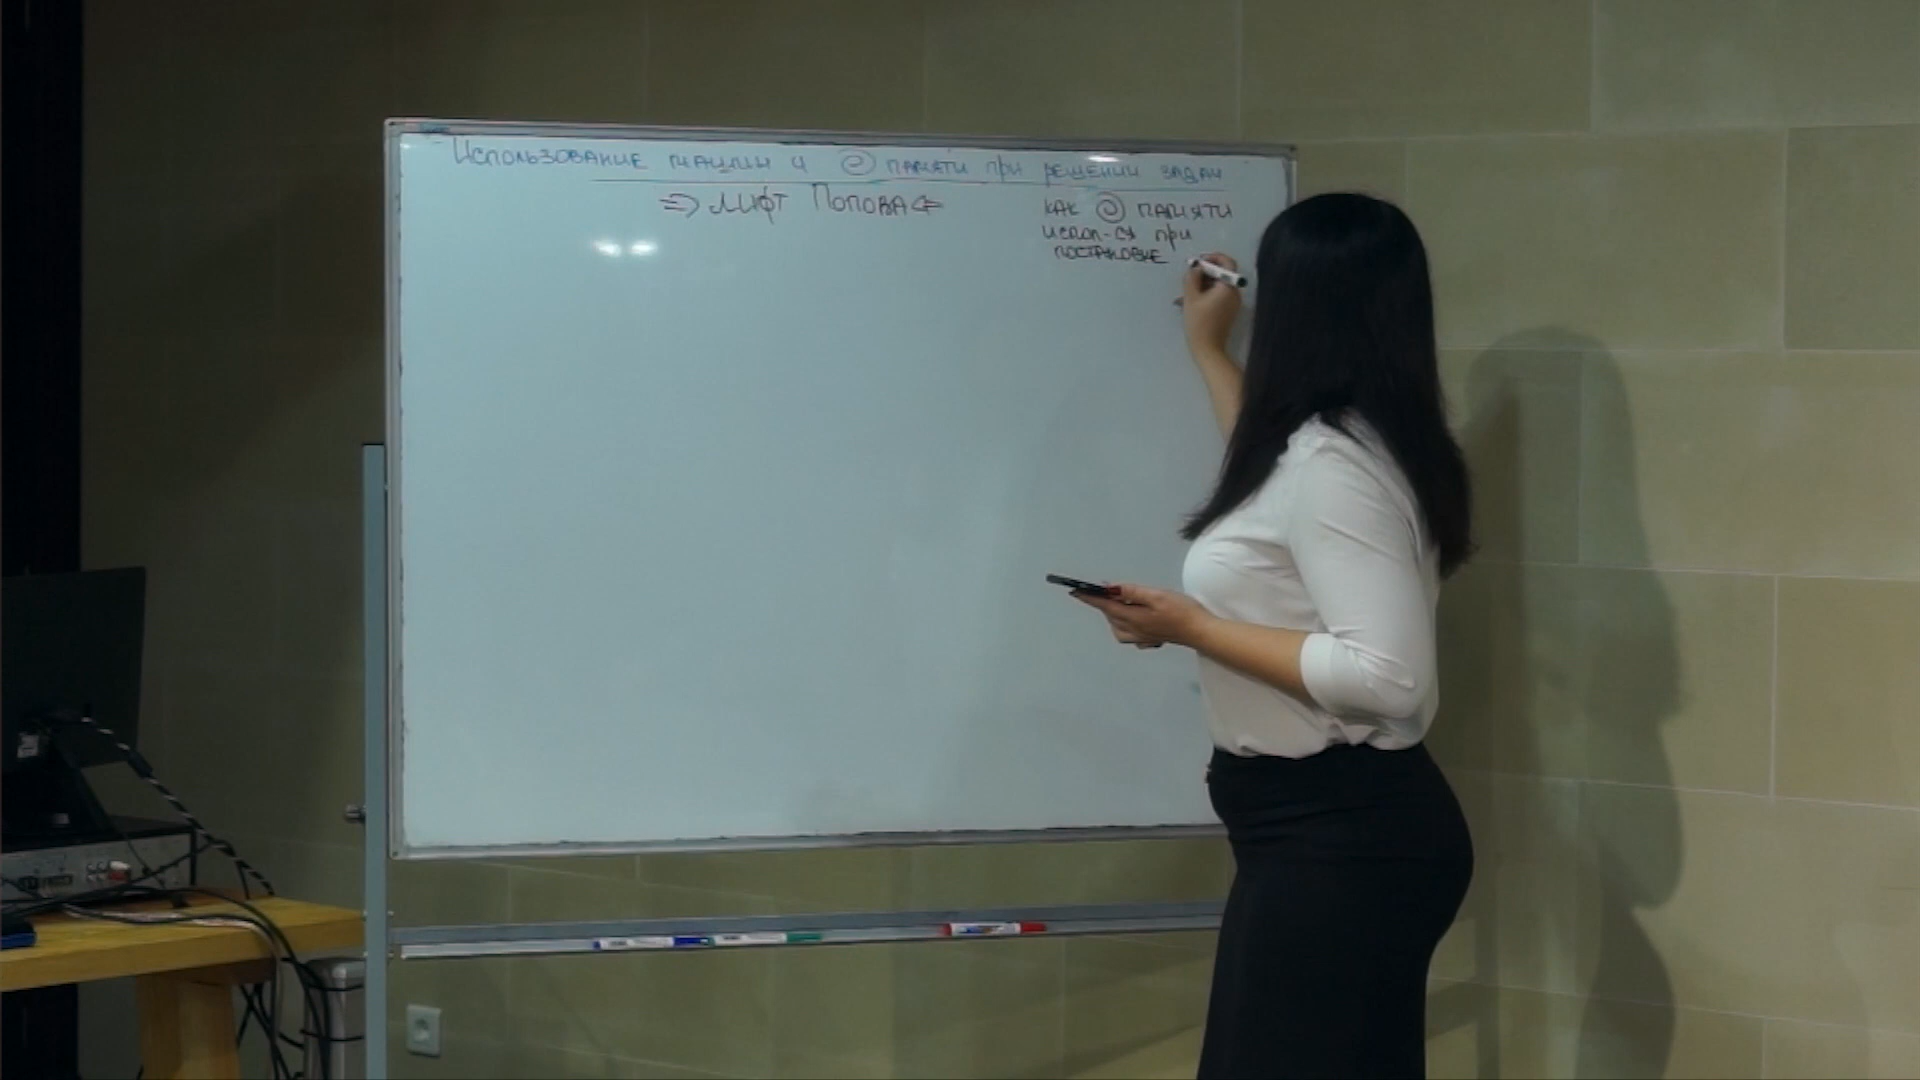 Использование машин и @ памяти при решении задач
=> Лифт Попова <=
как @ памяти
испол-ся при
постановке